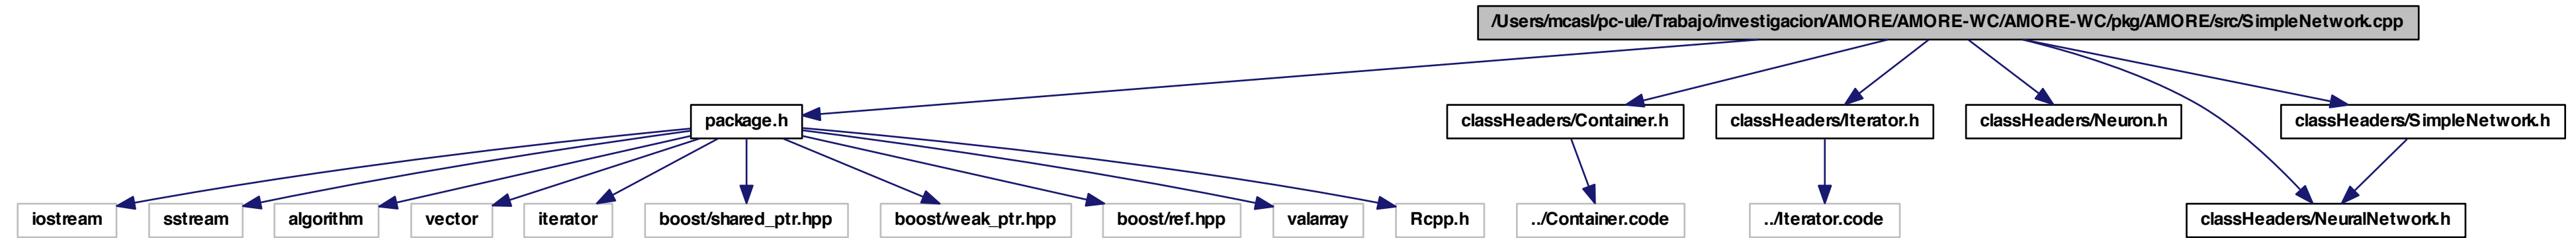 /Users/mcasl/pc-ule/Trabajo/investigacion/AMORE/AMORE-WC/AMORE-WC/pkg/AMORE/src/SimpleNetwork.cpp
package.h
classHeaders/Container.h
classHeaders/Iterator.h
classHeaders/Neuron.h
classHeaders/SimpleNetwork.h
iostream
sstream
algorithm
vector
iterator
boost/shared_ptr.hpp
boost/weak_ptr.hpp
boost/ref.hpp
valarray
Rcpp.h
../Container.code
../Iterator.code
classHeaders/NeuralNetwork.h